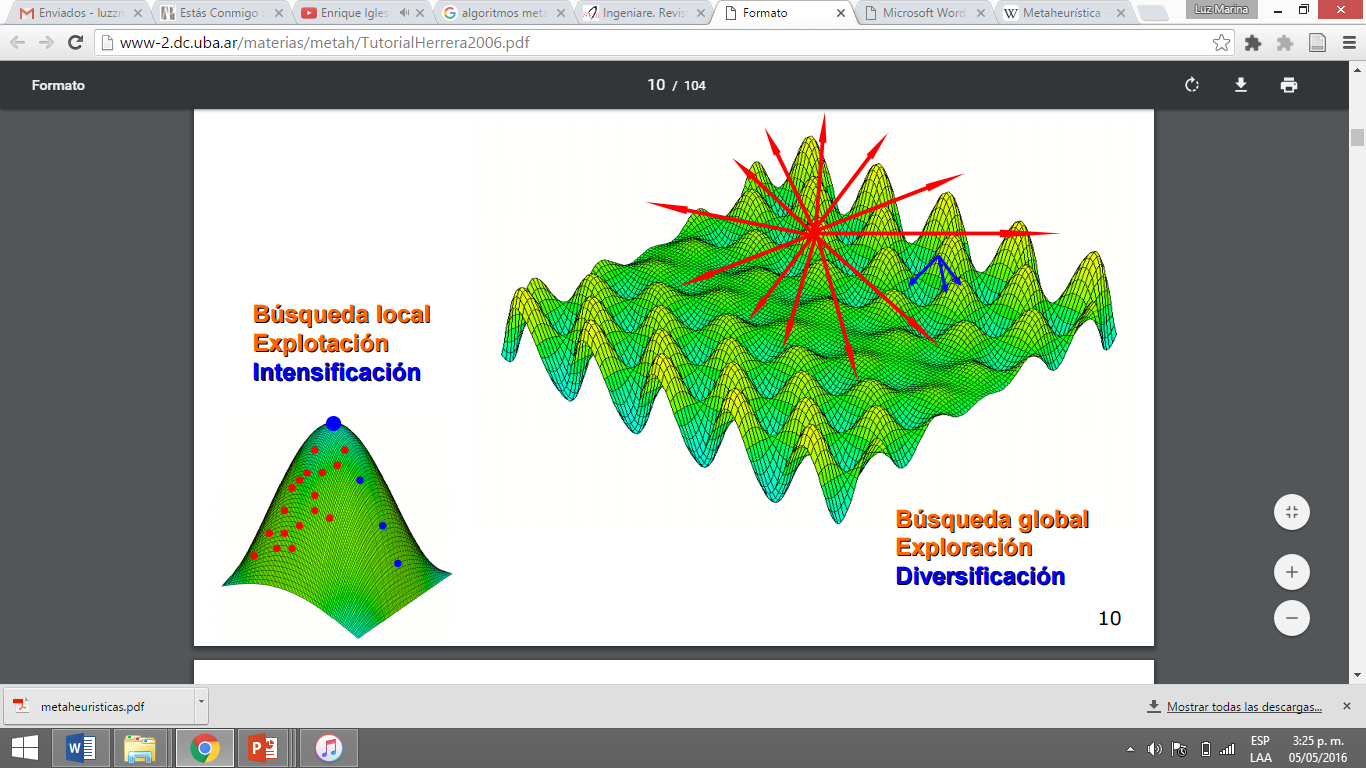 Enviados - luzzm
Estás Conmigo
Enrique Igles
algoritmos meta
Ingeniare. Revis
Formato
Microsoft Word
Metaheurística
Luz Marina
www-2.dc.uba.ar/materias/metah/TutorialHerrera2006.pdf
Formato
10 / 104
Búsqueda local
Explotación
Intensificación
Búsqueda global
Exploración
Diversificación
10
metaheuristicas.pdf
Mostrar todas las descargas...
ESP
LAA
3:25 p. m.
05/05/2016